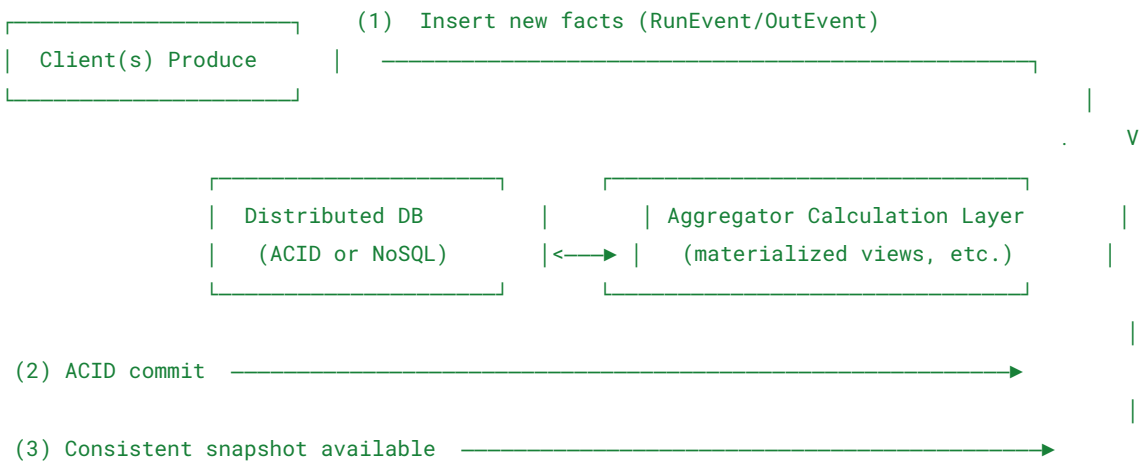 (1) Insert new facts (RunEvent/OutEvent)
Client(s) Produce
. V
Distributed DB | Aggregator Calculation Layer
(ACID or NoSQL) |<——► | (materialized views, etc.)
(2) ACID commit ——►
(3) Consistent snapshot available ——►